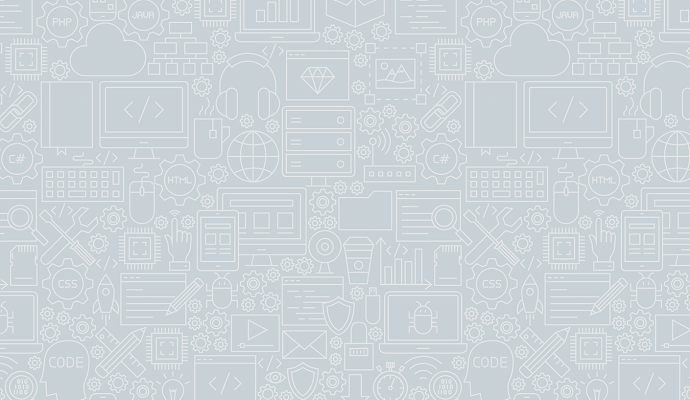 PHP
JAVA
PHP
JAVA
</>
</>
</>
C#
C#
</>
HTML
HTML
</>
</>
CSS
CSS
CODE
CODE
</>
</>